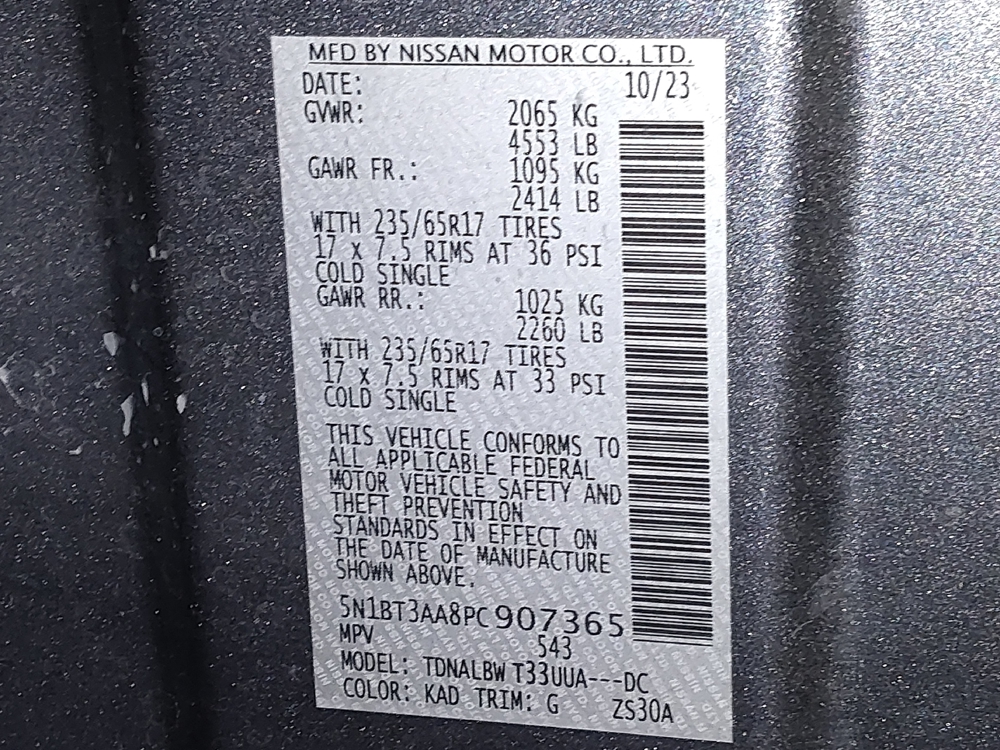 MFD BY NISSAN MOTOR CO., LTD.
DATE: 10/23
GVWR: 2065 KG
4553 LB
GAWR FR.: 1095 KG
2414 LB
WITH 235/65R17 TIRES
17 x 7.5 RIMS AT 36 PSI
COLD SINGLE
GAWR RR.: 1025 KG
2260 LB
WITH 235/65R17 TIRES
17 x 7.5 RIMS AT 33 PSI
COLD SINGLE
THIS VEHICLE CONFORMS TO
ALL APPLICABLE FEDERAL
MOTOR VEHICLE SAFETY AND
THEFT PREVENTION
STANDARDS IN EFFECT ON
THE DATE OF MANUFACTURE
SHOWN ABOVE.
5N1BT3AA8PC907365
MPV 543
MODEL: TDNALBW T33UUA---DC
COLOR: KAD TRIM: G ZS30A